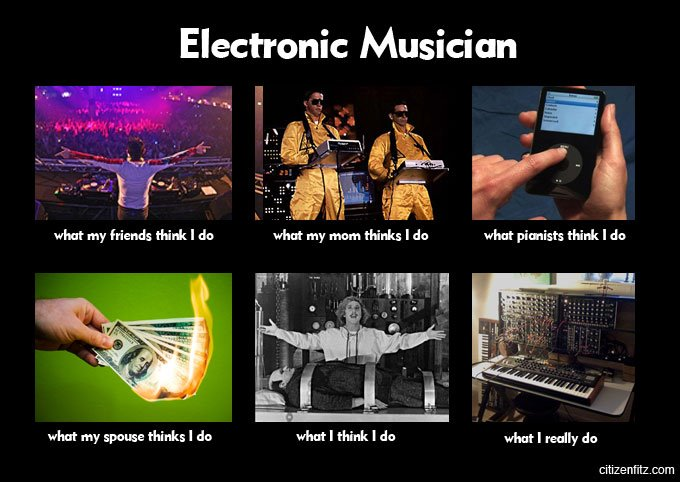 Electronic Musician
what my friends think I do
what my mom thinks I do
what pianists think I do
what my spouse thinks I do
what I think I do
what I really do
citizenfitz.com